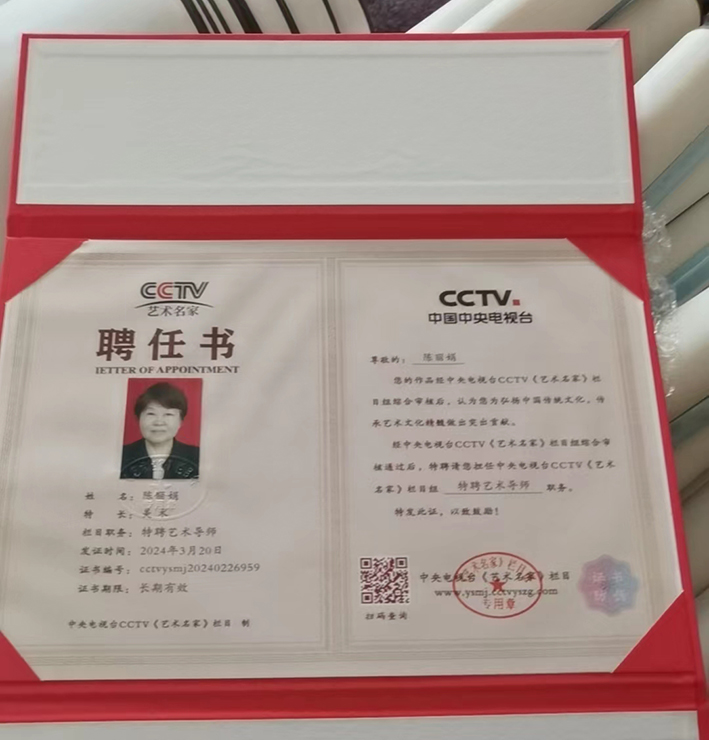 CCTV
艺术名家
聘任书
IETTER OF APPOINTMENT
姓 名：陈丽娟
特 长：美术
栏目职务：特聘艺术导师
发证时间：2024年3月20日
证书编号：cctvysmj20240226959
证书期限：长期有效
中央电视台CCTV《艺术名家》栏目 制
CCTV
中国中央电视台
尊敬的：陈丽娟
您的作品经中央电视台CCTV《艺术名家》栏
目组综合审核后，认为您为弘扬中国传统文化，传
承艺术文化精髓做出突出贡献。
经中央电视台CCTV《艺术名家》栏目组综合审
核通过后，特聘请您担任中央电视台CCTV《艺术
名家》栏目组 特聘艺术导师 职务。
特发此证，以致鼓励！
扫码查询
中央电视台《艺术名家》栏目
www.ysmj.cctvyszg.com
专用章
证书
防伪